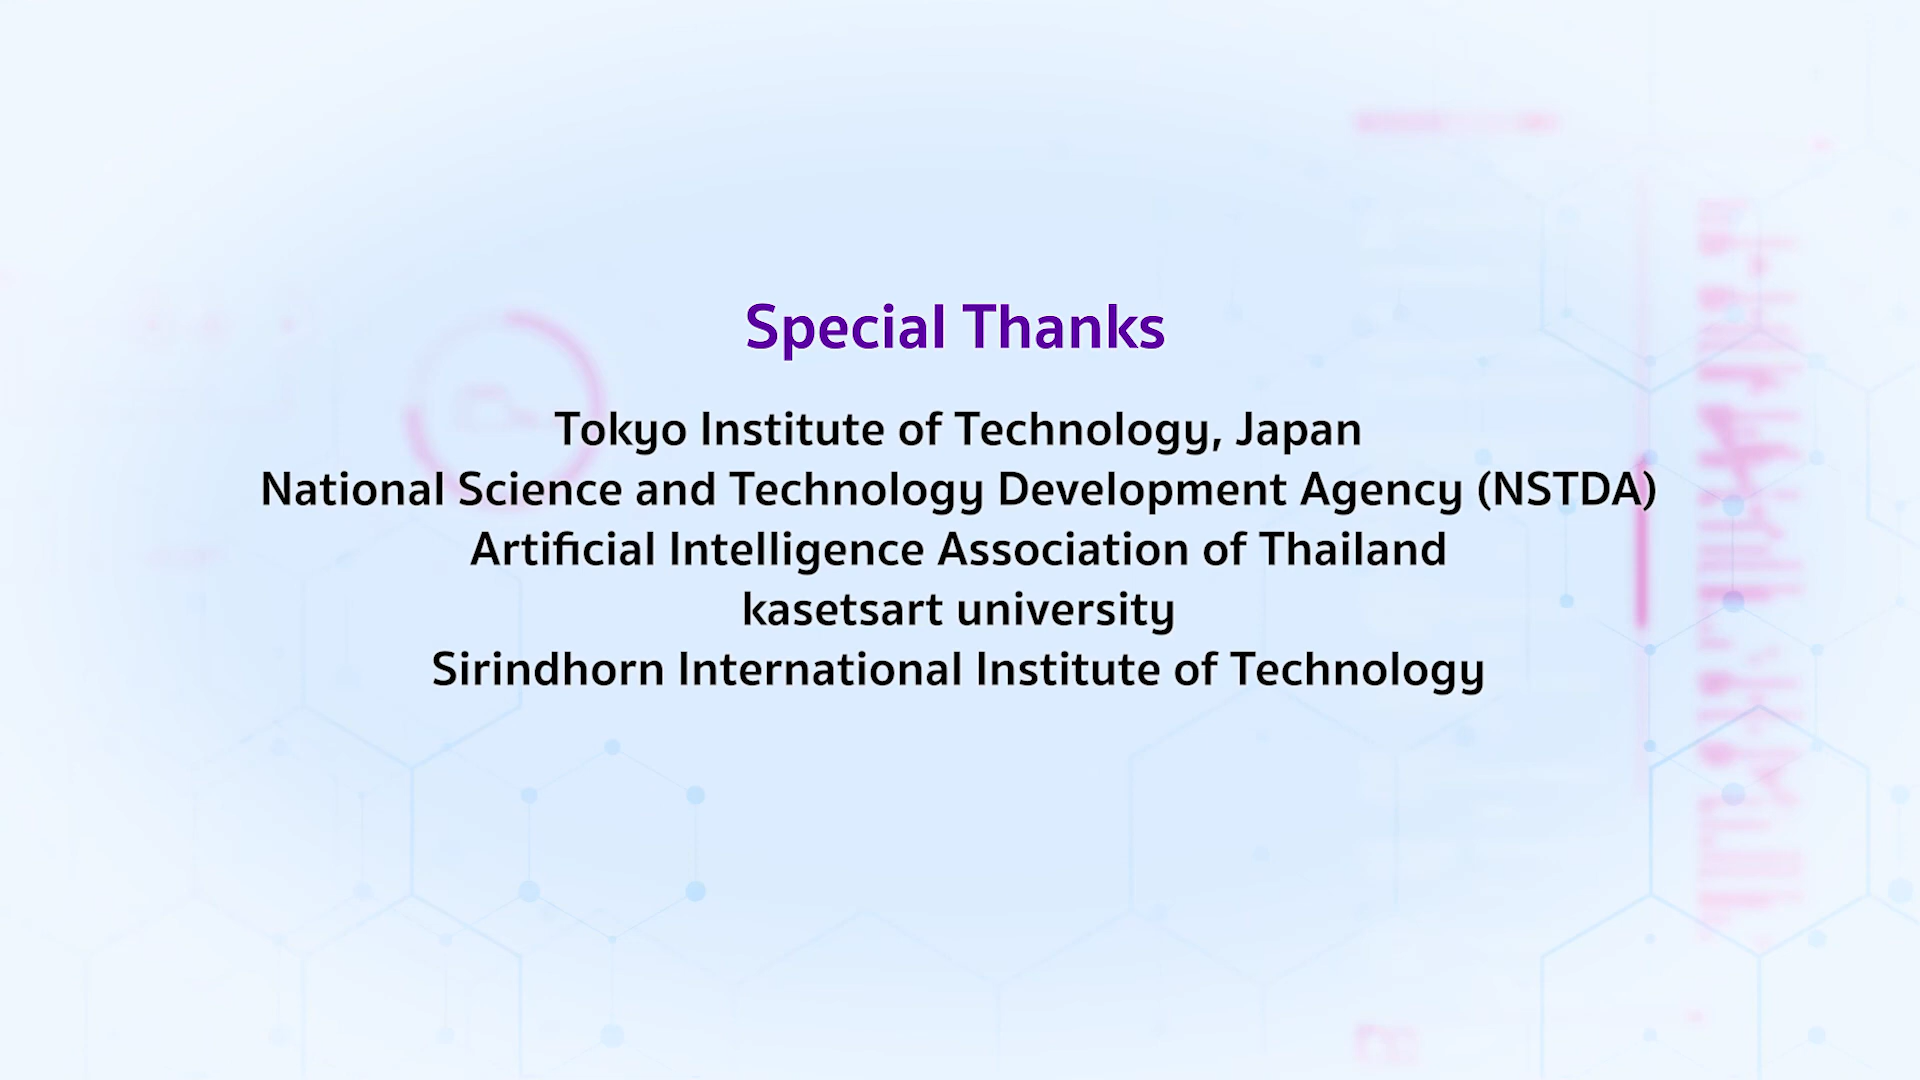 Special Thanks
Tokyo Institute of Technology, Japan
National Science and Technology Development Agency (NSTDA)
Artificial Intelligence Association of Thailand
kasetsart university
Sirindhorn International Institute of Technology